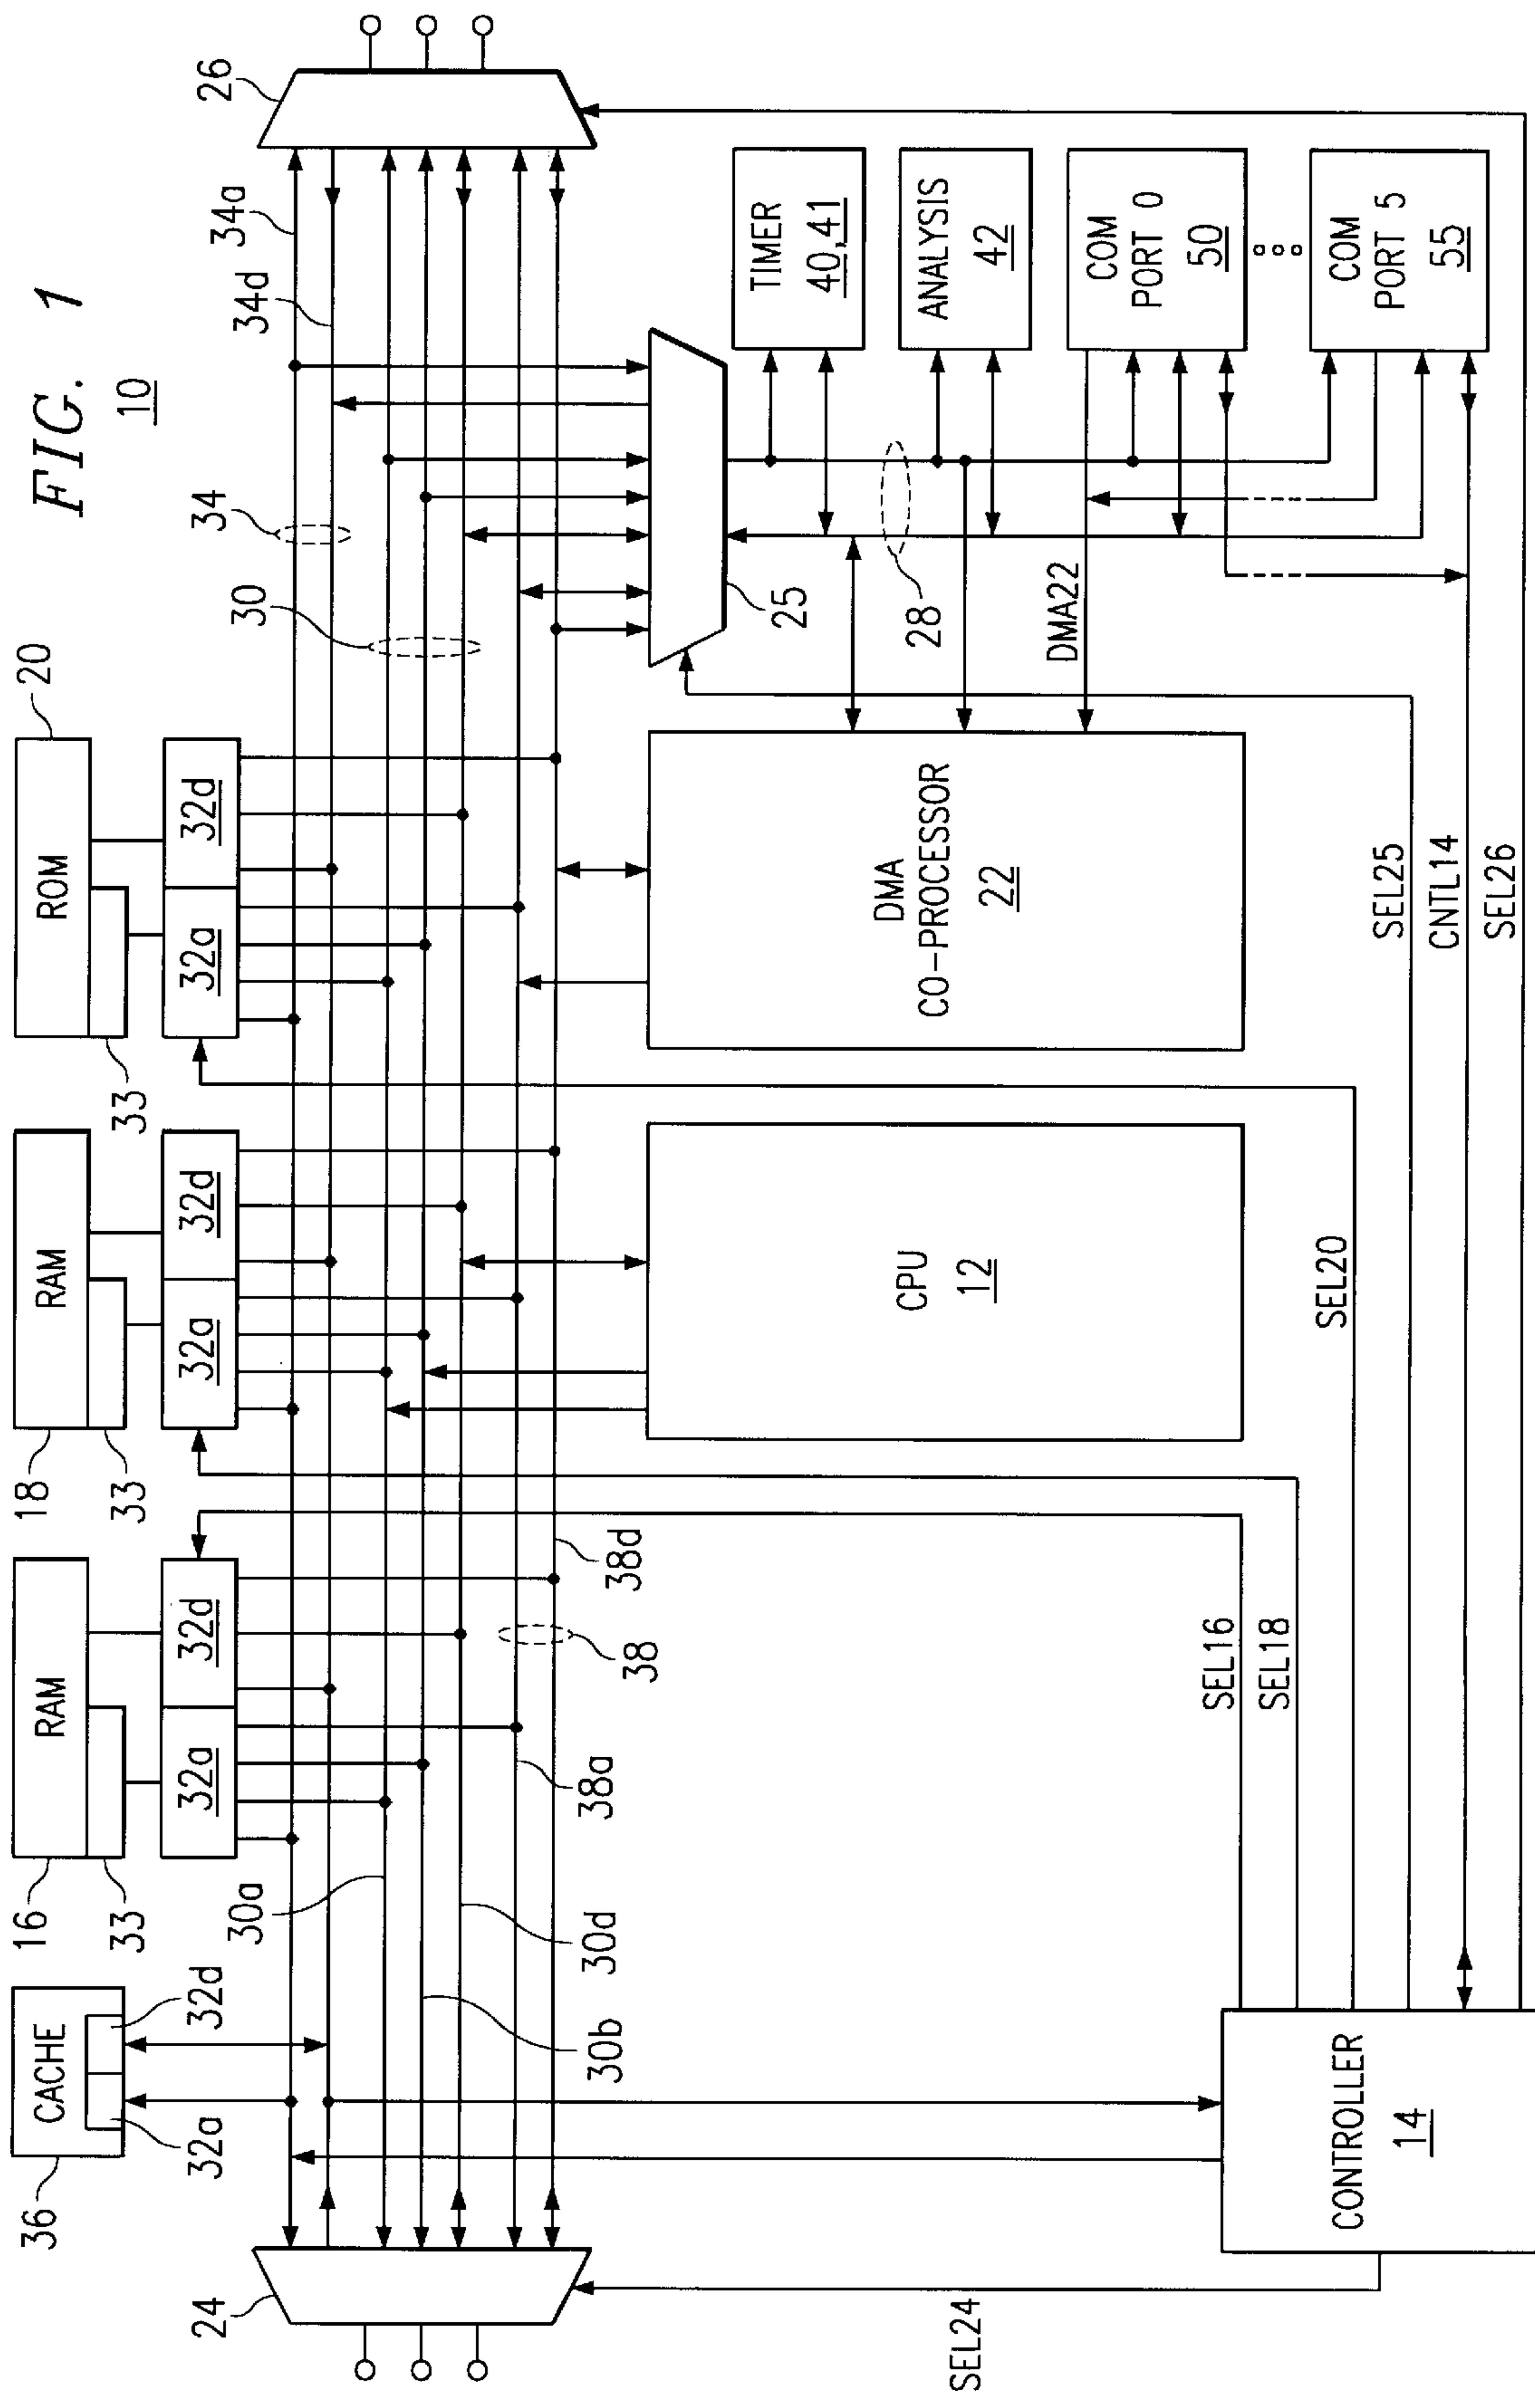 FIG. 1
10
36
CACHE
32a
32d
16
RAM
33
32a
32d
18
RAM
33
32a
32d
20
ROM
33
32a
32d
24
26
30a
30b
30d
38a
38
38d
30
34
34d
34a
25
28
CPU
12
DMA
CO-PROCESSOR
22
DMA22
TIMER
40,41
ANALYSIS
42
COM
PORT 0
50
COM
PORT 5
55
CONTROLLER
14
SEL24
SEL16
SEL18
SEL20
SEL25
CNTL14
SEL26